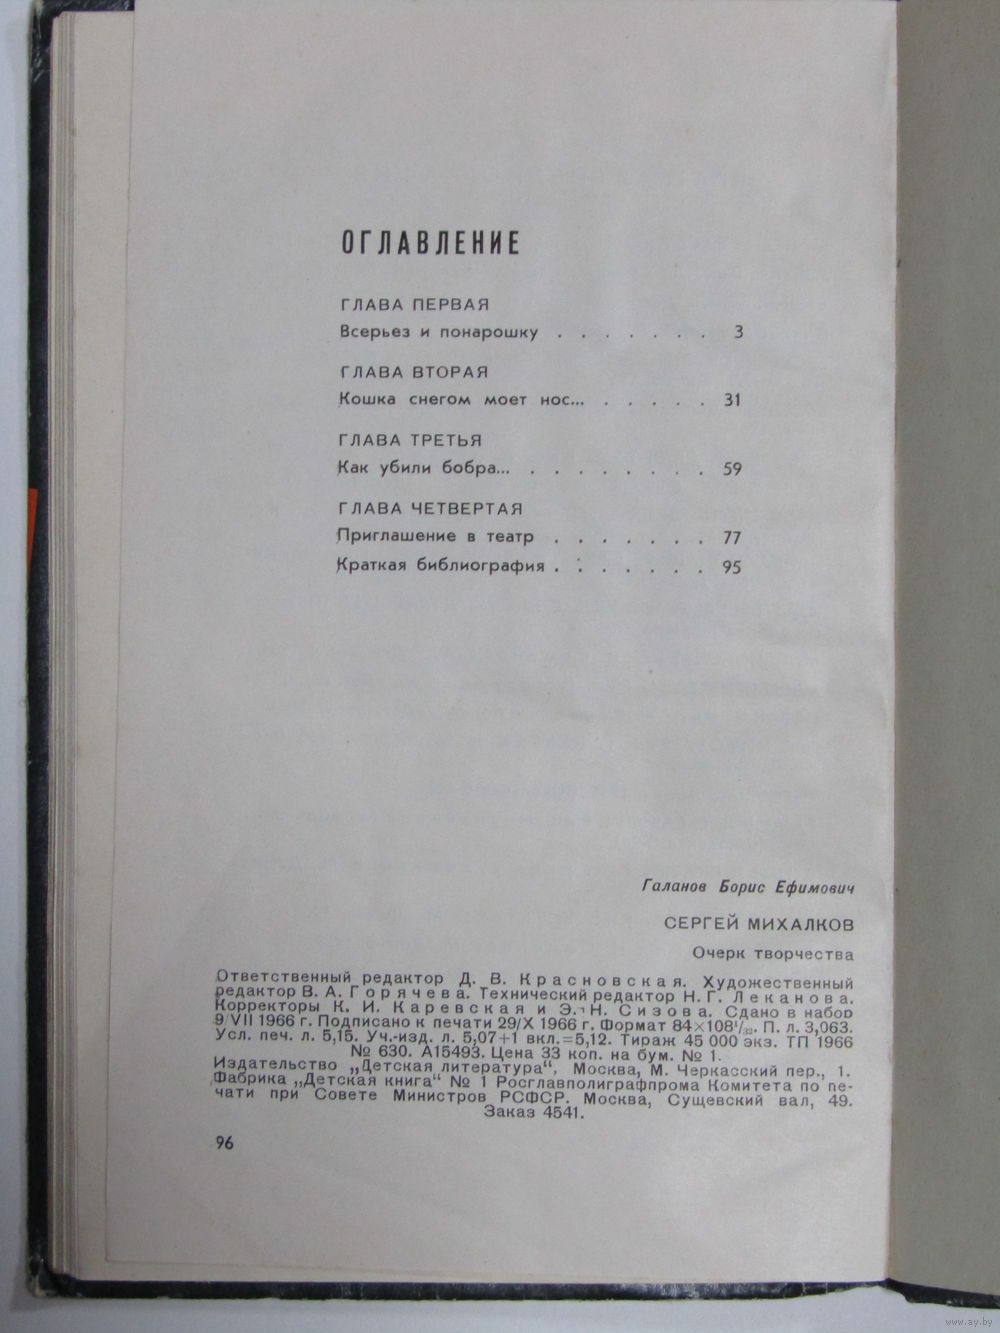 ОГЛАВЛЕНИЕ
ГЛАВА ПЕРВАЯ
Всерьез и понарошку . . . . . . . 3
ГЛАВА ВТОРАЯ
Кошка снегом моет нос... . . . . . 31
ГЛАВА ТРЕТЬЯ
Как убили бобра... . . . . . . . . 59
ГЛАВА ЧЕТВЕРТАЯ
Приглашение в театр . . . . . . . 77
Краткая библиография . . . . . . . 95
Галанов Борис Ефимович
СЕРГЕЙ МИХАЛКОВ
Очерк творчества
Ответственный редактор Д. В. Красновская. Художественный
редактор В. А. Горячева. Технический редактор Н. Г. Леканова.
Корректоры К. И. Каревская и Э. Н. Сизова. Сдано в набор
9/VII 1966 г. Подписано к печати 29/X 1966 г. Формат 84×108¹/₃₂. П. л. 3,063.
Усл. печ. л. 5,15. Уч.-изд. л. 5,07+1 вкл.=5,12. Тираж 45 000 экз. ТП 1966
№ 630. А15493. Цена 33 коп. на бум. № 1.
Издательство „Детская литература“, Москва, М. Черкасский пер., 1.
Фабрика „Детская книга“ № 1 Росглавполиграфпрома Комитета по пе-
чати при Совете Министров РСФСР. Москва, Сущевский вал, 49.
Заказ 4541.
96
www.ay.by